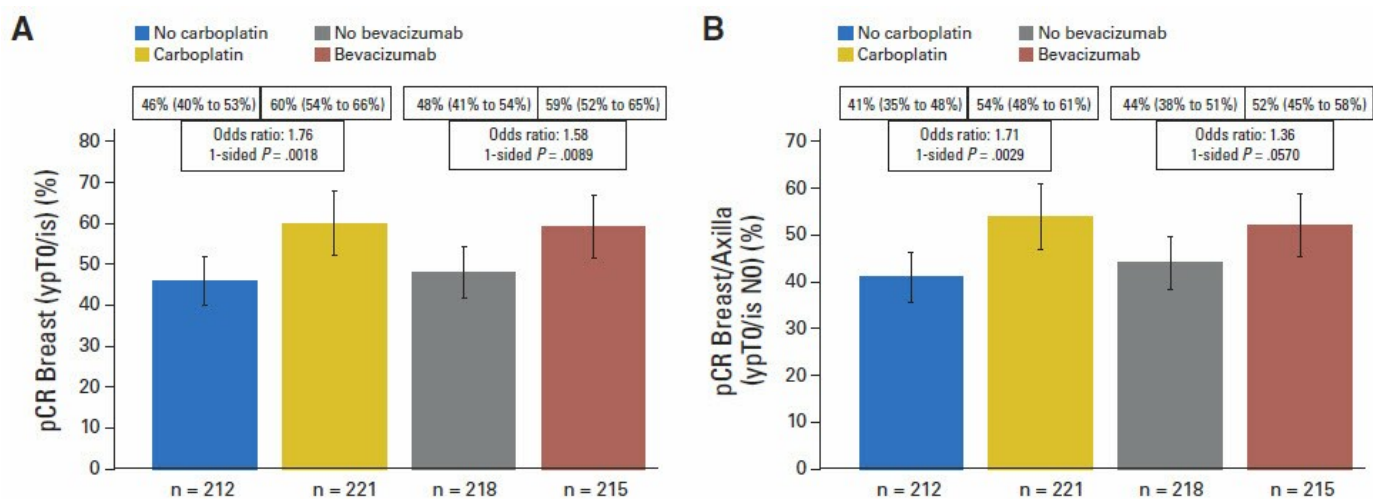 A
No carboplatin
No bevacizumab
Carboplatin
Bevacizumab
46% (40% to 53%)
60% (54% to 66%)
48% (41% to 54%)
59% (52% to 65%)
Odds ratio: 1.76
1-sided P = .0018
Odds ratio: 1.58
1-sided P = .0089
pCR Breast (ypT0/is) (%)
80
70
60
50
40
30
20
10
0
n = 212
n = 221
n = 218
n = 215
B
No carboplatin
No bevacizumab
Carboplatin
Bevacizumab
41% (35% to 48%)
54% (48% to 61%)
44% (38% to 51%)
52% (45% to 58%)
Odds ratio: 1.71
1-sided P = .0029
Odds ratio: 1.36
1-sided P = .0570
pCR Breast/Axilla
(ypT0/is N0) (%)
70
60
50
40
30
20
10
0
n = 212
n = 221
n = 218
n = 215